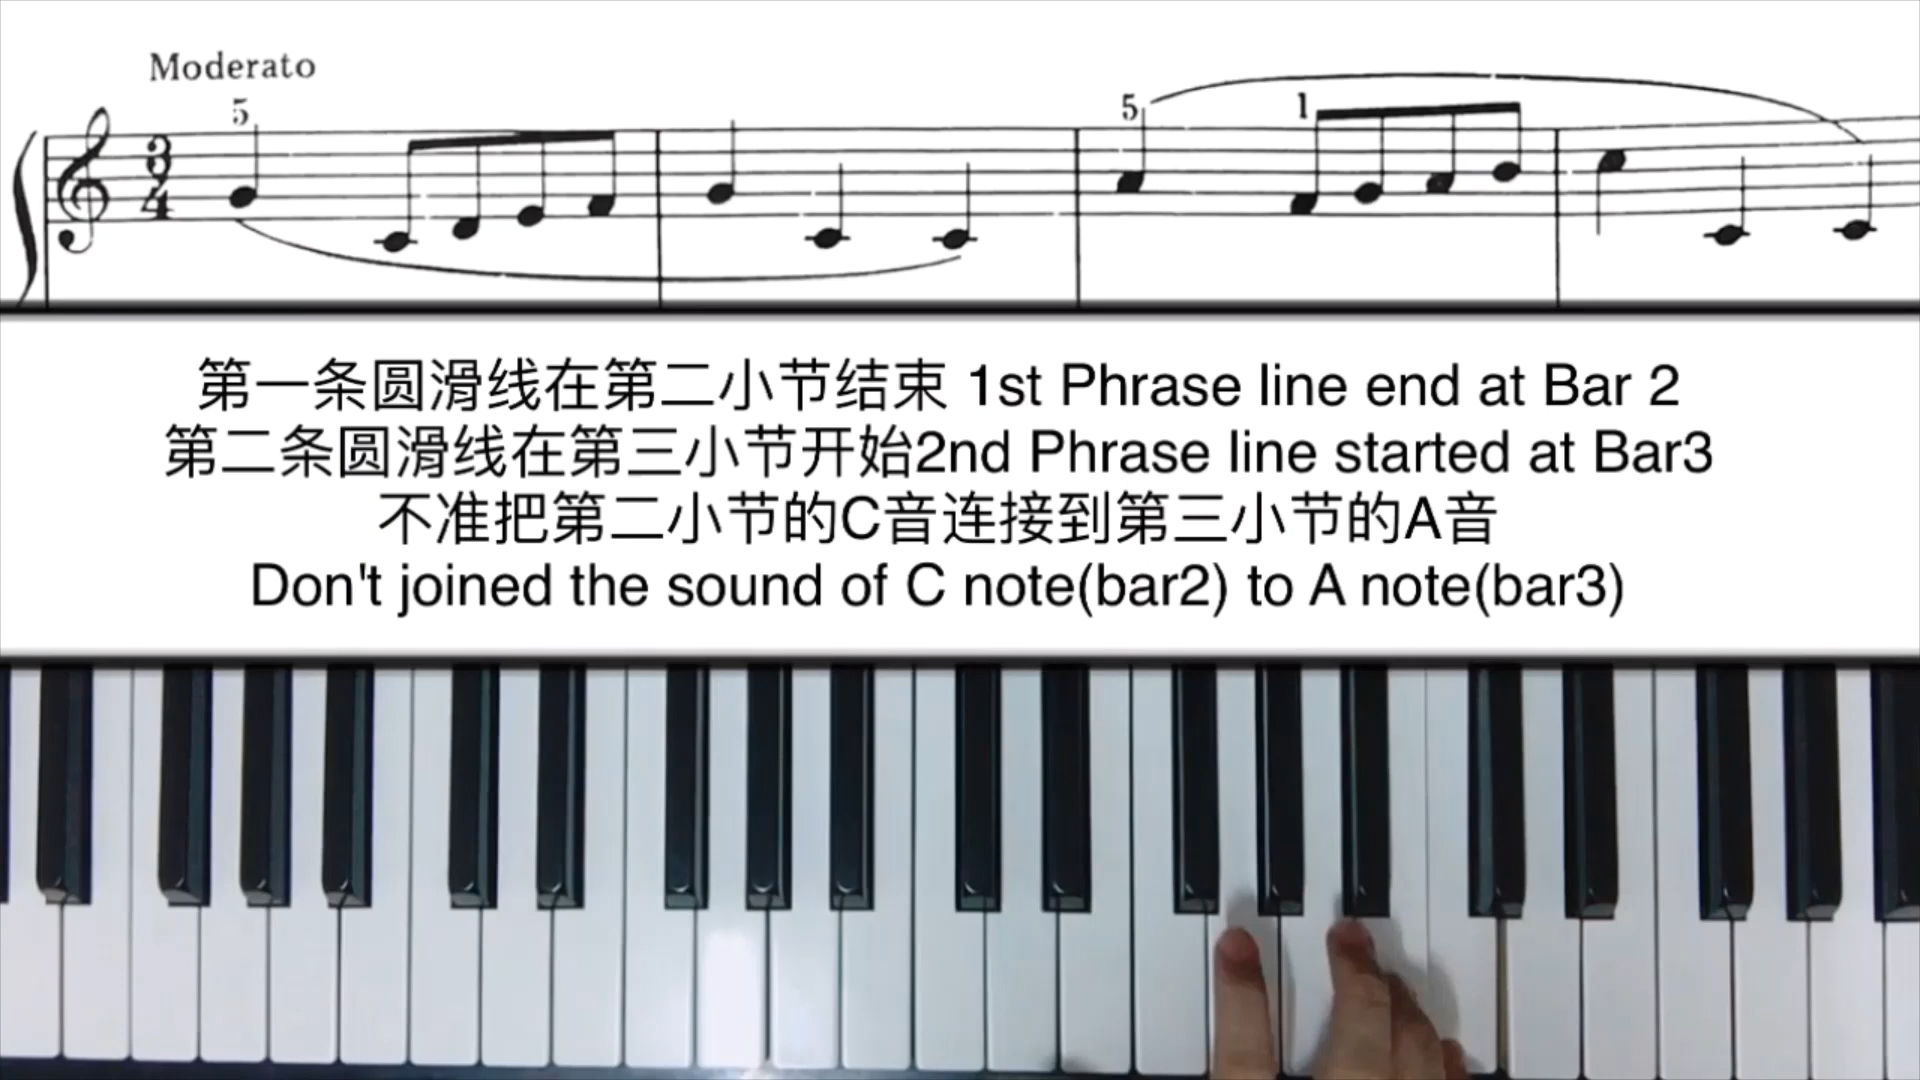 Moderato
5
5 1
3
4
第一条圆滑线在第二小节结束 1st Phrase line end at Bar 2
第二条圆滑线在第三小节开始2nd Phrase line started at Bar3
不准把第二小节的C音连接到第三小节的A音
Don't joined the sound of C note(bar2) to A note(bar3)